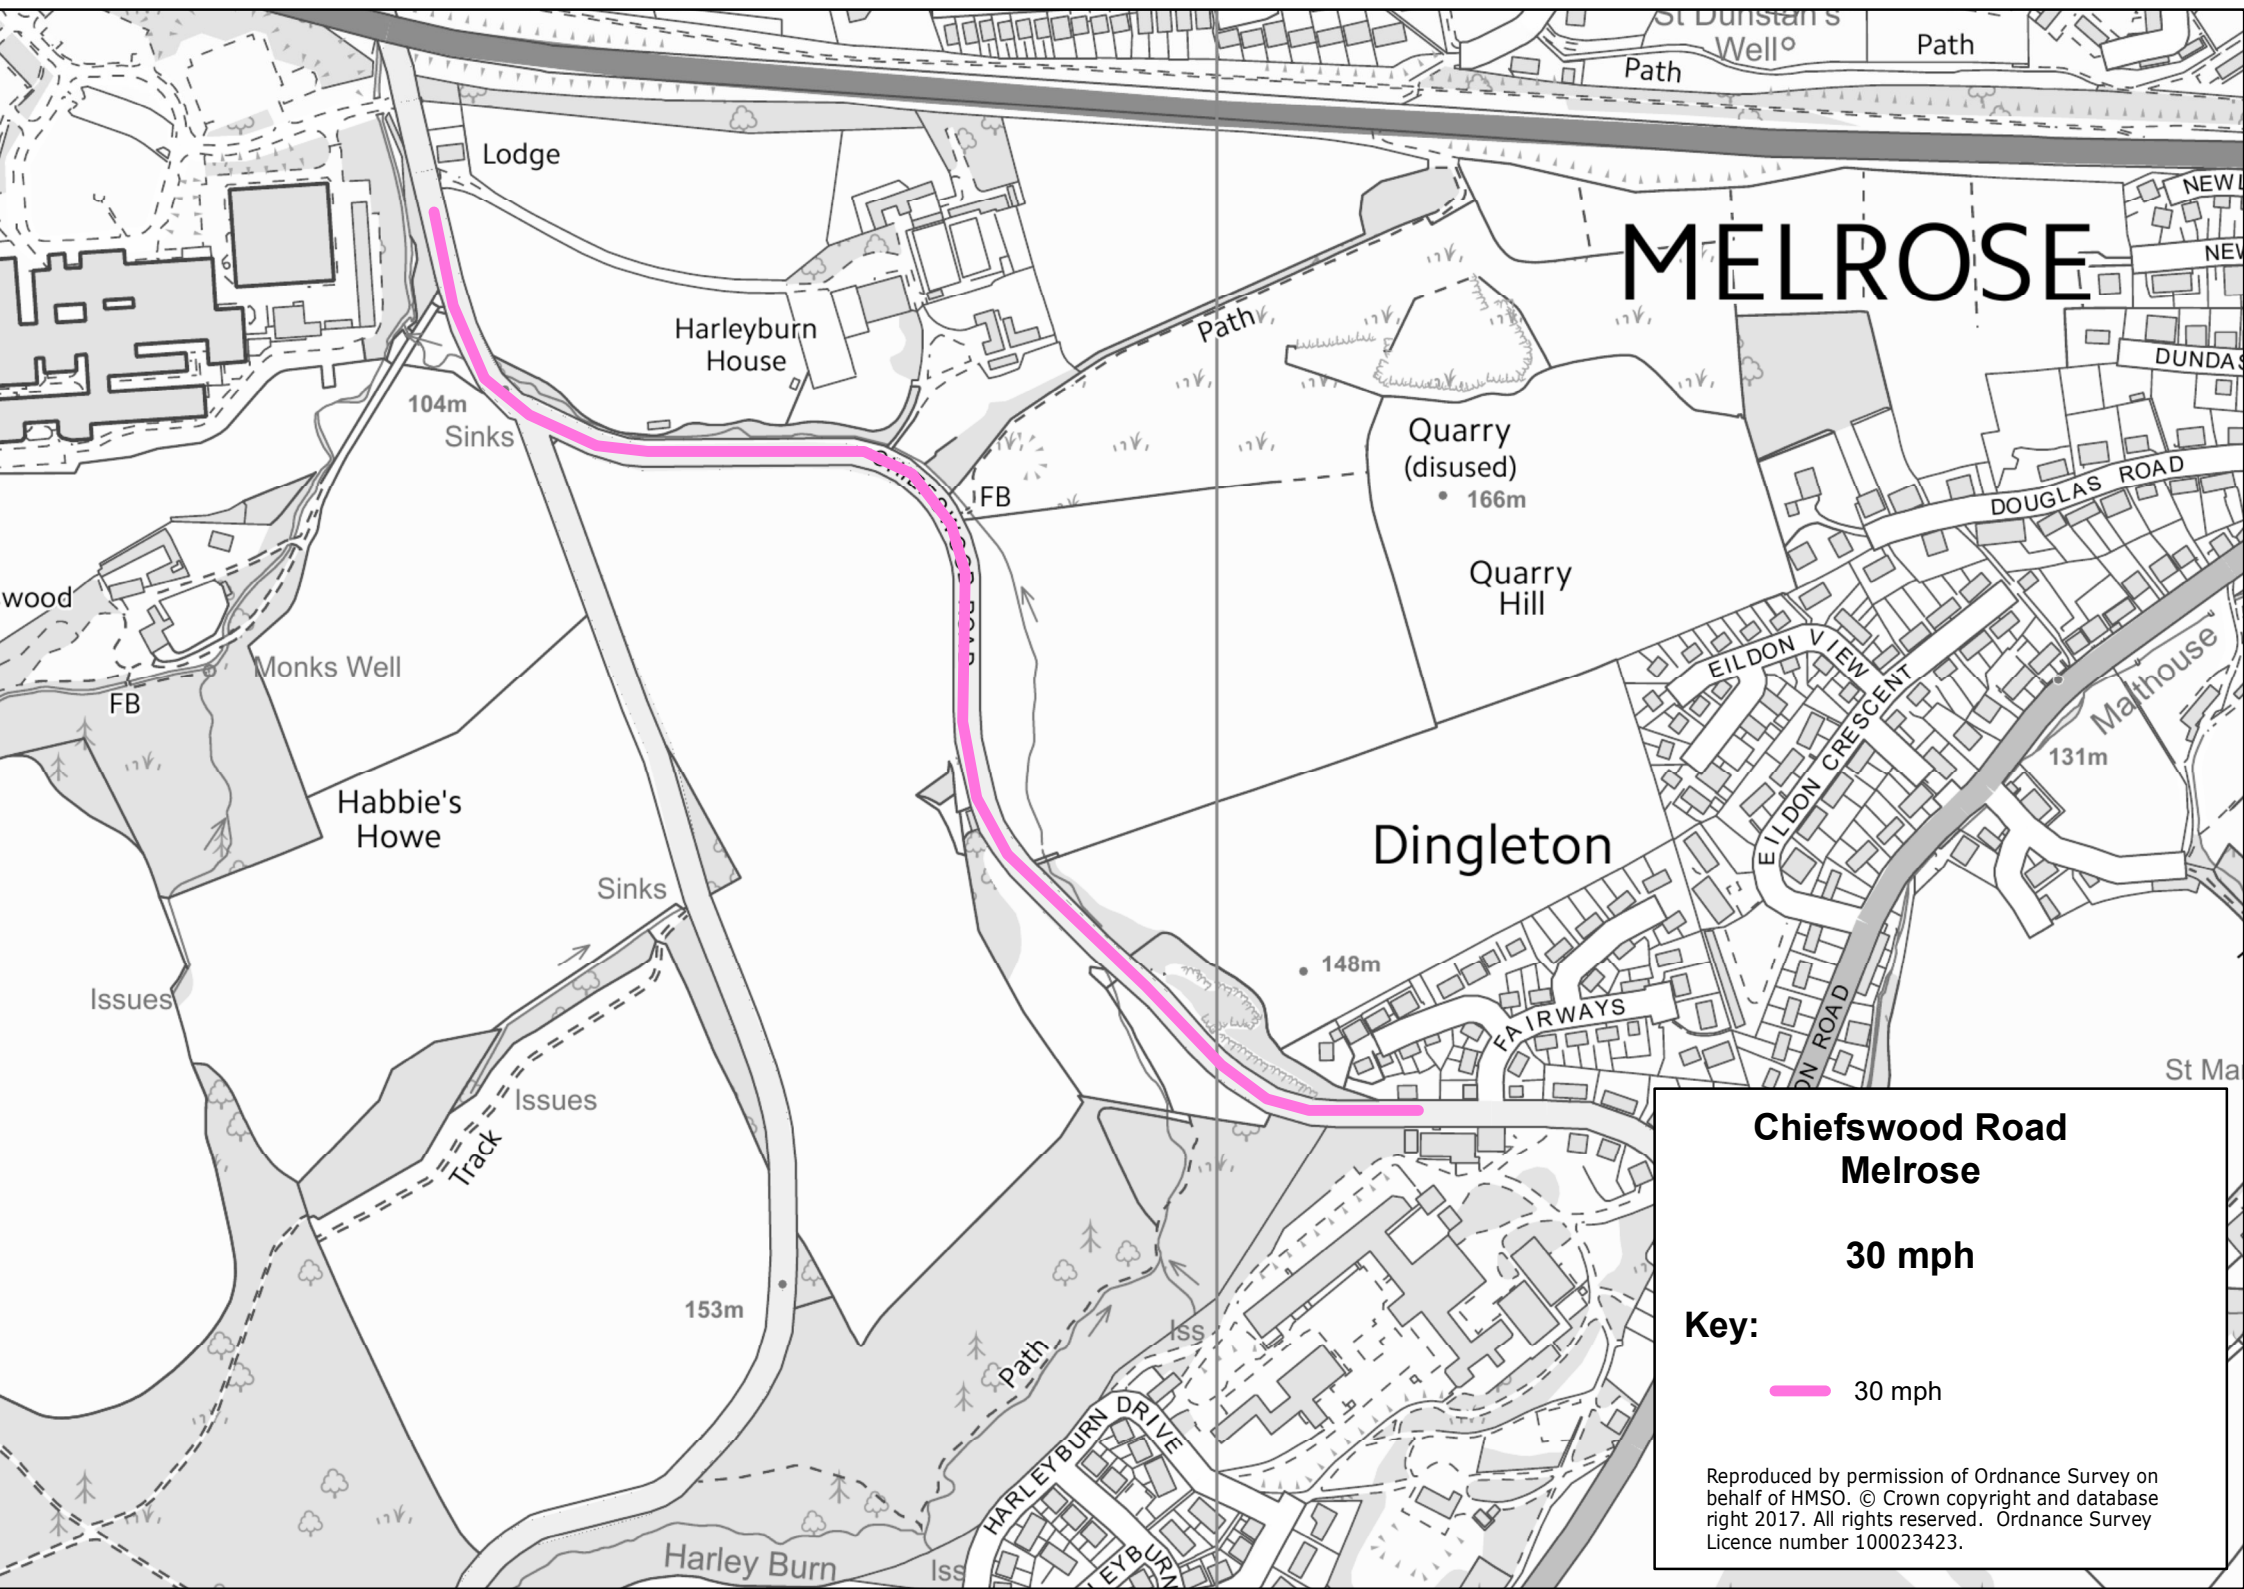 St Dunstan's
Well
Path
Path
Lodge
MELROSE
Path
Harleyburn
House
104m
Sinks
DUNDAS
Quarry
(disused)
166m
DOUGLAS ROAD
FB
Quarry
Hill
wood
EILDON VIEW
Monks Well
FB
Malthouse
131m
EILDON CRESCENT
Habbie's
Howe
Dingleton
Sinks
148m
Issues
FAIRWAYS
ON ROAD
St Ma
Issues
Track
153m
Iss
Path
HARLEYBURN DRIVE
Harley Burn
Iss
LEYBURN
Chiefswood Road
Melrose
30 mph
Key:
30 mph
Reproduced by permission of Ordnance Survey on
behalf of HMSO. © Crown copyright and database
right 2017. All rights reserved. Ordnance Survey
Licence number 100023423.